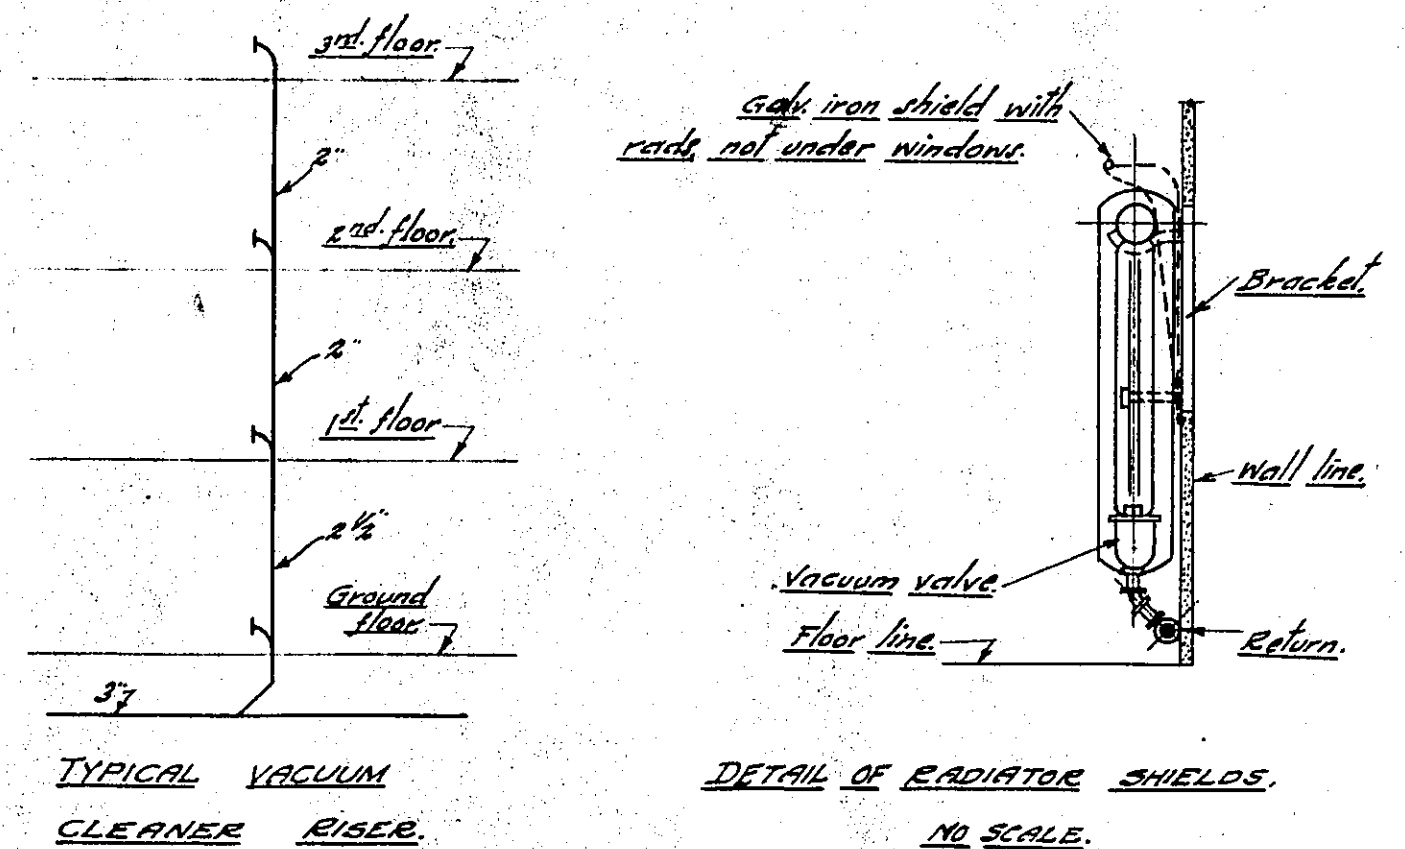 3rd. floor.
2"
2nd. floor.
2"
1st. floor
2 1/2"
Ground
floor
3"
TYPICAL VACUUM
CLEANER RISER.
Galv. iron shield with
rads, not under windows.
Bracket.
Wall line.
Vacuum valve.
Floor line.
Return.
DETAIL OF RADIATOR SHIELDS.
NO SCALE.